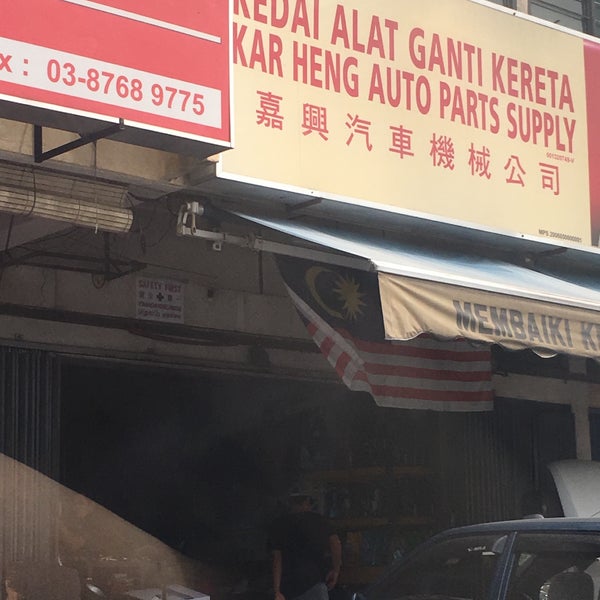 x : 03-8768 9775
KEDAI ALAT GANTI KERETA
KAR HENG AUTO PARTS SUPPLY
嘉興汽車機械公司
SAFETY FIRST
MEMBAIKI